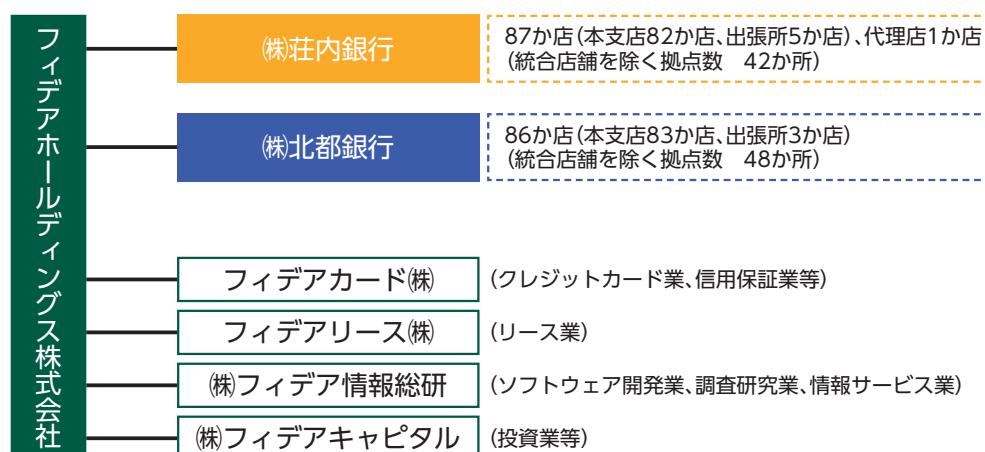 フィデアホールディングス株式会社
㈱荘内銀行
87か店(本支店82か店、出張所5か店)、代理店1か店
(統合店舗を除く拠点数　42か所)
㈱北都銀行
86か店(本支店83か店、出張所3か店)
(統合店舗を除く拠点数　48か所)
フィデアカード㈱
(クレジットカード業、信用保証業等)
フィデアリース㈱
(リース業)
㈱フィデア情報総研
(ソフトウェア開発業、調査研究業、情報サービス業)
㈱フィデアキャピタル
(投資業等)